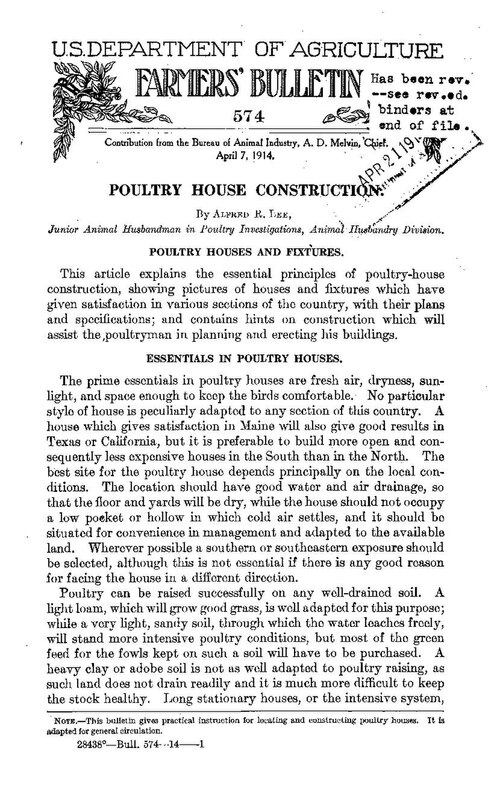 U.S. DEPARTMENT OF AGRICULTURE
FARMERS' BULLETIN
Has been rev.
--see rev.ed.
binders at
end of file.
574
Contribution from the Bureau of Animal Industry, A. D. Melvin, Chief.
April 7, 1914.
APR 21 191
POULTRY HOUSE CONSTRUCTION.
By Alfred R. Lee,
Junior Animal Husbandman in Poultry Investigations, Animal Husbandry Division.
POULTRY HOUSES AND FIXTURES.
This article explains the essential principles of poultry-house
construction, showing pictures of houses and fixtures which have
given satisfaction in various sections of the country, with their plans
and specifications; and contains hints on construction which will
assist the poultryman in planning and erecting his buildings.
ESSENTIALS IN POULTRY HOUSES.
The prime essentials in poultry houses are fresh air, dryness, sun-
light, and space enough to keep the birds comfortable. No particular
style of house is peculiarly adapted to any section of this country. A
house which gives satisfaction in Maine will also give good results in
Texas or California, but it is preferable to build more open and con-
sequently less expensive houses in the South than in the North. The
best site for the poultry house depends principally on the local con-
ditions. The location should have good water and air drainage, so
that the floor and yards will be dry, while the house should not occupy
a low pocket or hollow in which cold air settles, and it should be
situated for convenience in management and adapted to the available
land. Wherever possible a southern or southeastern exposure should
be selected, although this is not essential if there is any good reason
for facing the house in a different direction.
Poultry can be raised successfully on any well-drained soil. A
light loam, which will grow good grass, is well adapted for this purpose;
while a very light, sandy soil, through which the water leaches freely,
will stand more intensive poultry conditions, but most of the green
feed for the fowls kept on such a soil will have to be purchased. A
heavy clay or adobe soil is not as well adapted to poultry raising, as
such land does not drain readily and it is much more difficult to keep
the stock healthy. Long stationary houses, or the intensive system,
NOTE.—This bulletin gives practical instruction for locating and constructing poultry houses. It is
adapted for general circulation.
28438°—Bull. 574—14——1